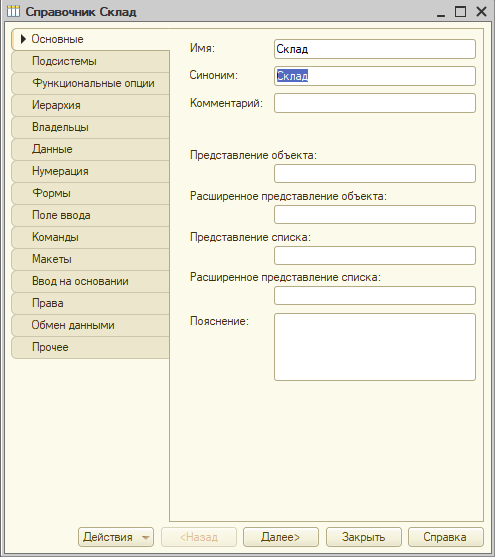 Справочник Склад
Основные
Подсистемы
Функциональные опции
Иерархия
Владельцы
Данные
Нумерация
Формы
Поле ввода
Команды
Макеты
Ввод на основании
Права
Обмен данными
Прочее
Имя: Склад
Синоним: Склад
Комментарий:
Представление объекта:
Расширенное представление объекта:
Представление списка:
Расширенное представление списка:
Пояснение:
Действия <Назад Далее> Закрыть Справка